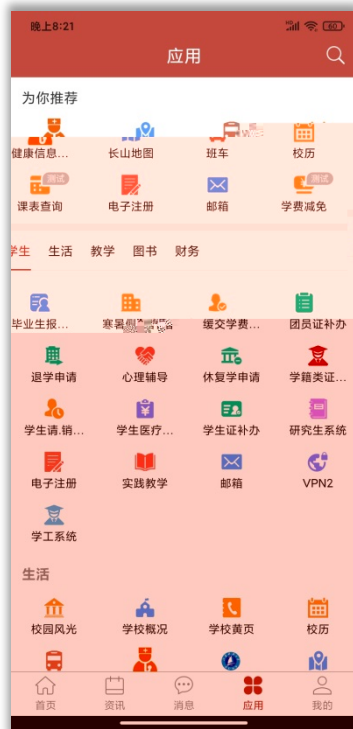 晚上8:21
60
应用
为你推荐
健康信息… 长山地图 班车 校历
测试 测试
课表查询 电子注册 邮箱 学费减免
学生 生活 教学 图书 财务
毕业生报… 缓交学费… 团员证补办
退学申请 心理辅导 休复学申请 学籍类证…
学生请.销… 学生医疗… 学生证补办 研究生系统
电子注册 实践教学 邮箱 VPN2
学工系统
生活
校园风光 学校概况 学校黄页 校历
首页 资讯 消息 应用 我的